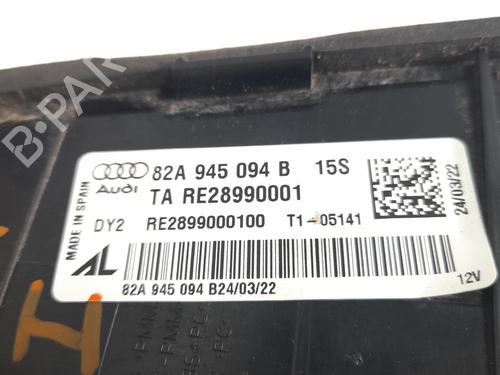 B-PARTS
82A 945 094 B 15S
Audi
TA RE28990001
DY2 RE2899000100 T1-05141
MADE IN SPAIN
24/03/22
AL
82A 945 094 B24/03/22
12V